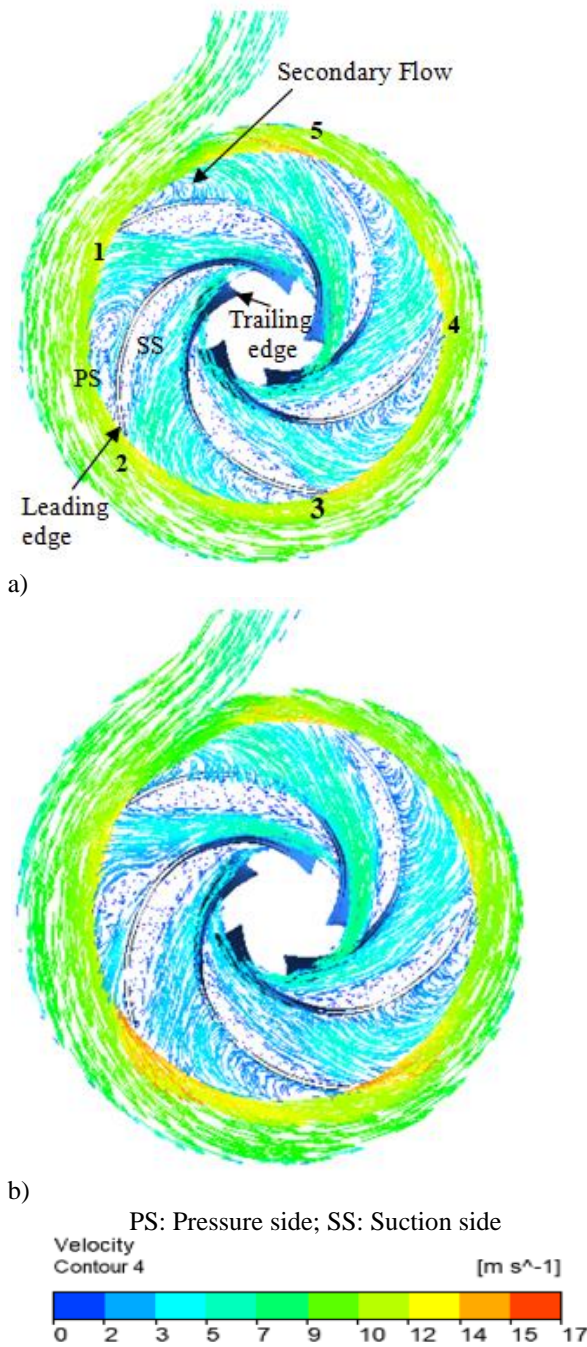 Secondary Flow
5
1
Trailing
edge
4
SS
PS
2
3
Leading
edge
a)
b)
PS: Pressure side; SS: Suction side
Velocity
Contour 4
[m s^-1]
0 2 3 5 7 9 10 12 14 15 17